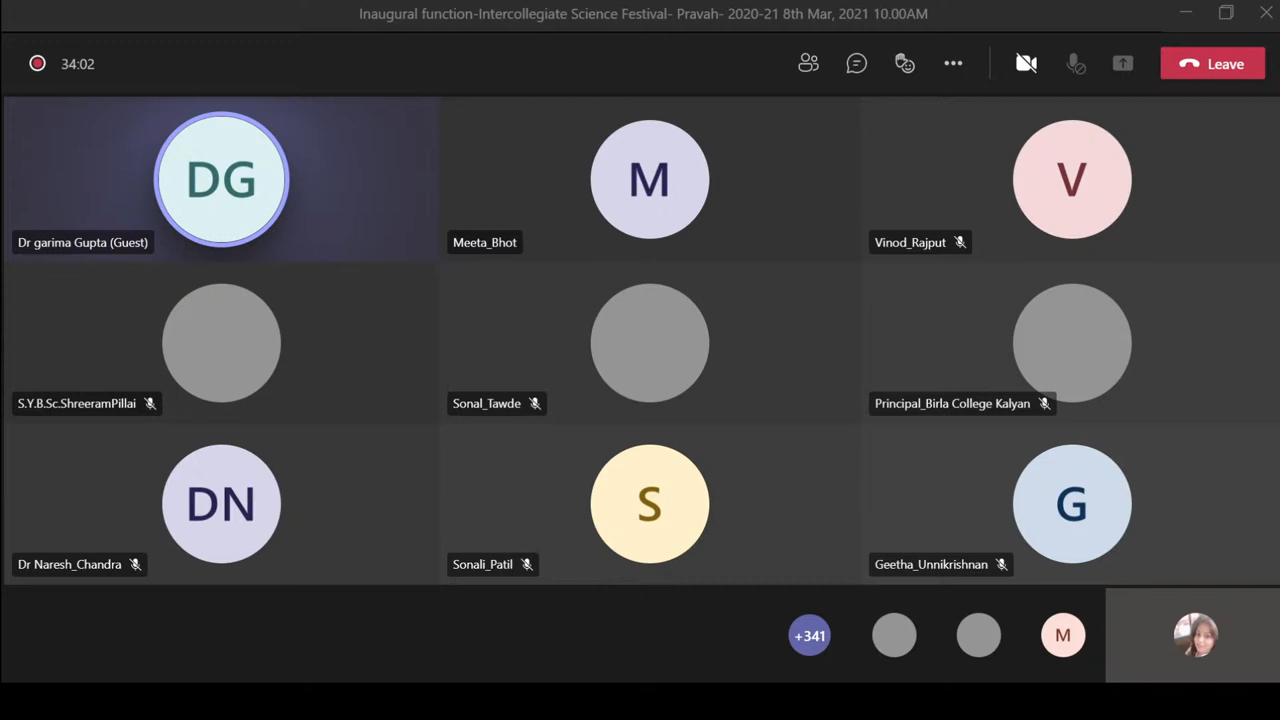 Inaugural function-Intercollegiate Science Festival- Pravah- 2020-21 8th Mar, 2021 10.00AM
34:02
Leave
DG
M
V
Dr garima Gupta (Guest)
Meeta_Bhot
Vinod_Rajput
S.Y.B.Sc.ShreeramPillai
Sonal_Tawde
Principal_Birla College Kalyan
DN
S
G
Dr Naresh_Chandra
Sonali_Patil
Geetha_Unnikrishnan
+341
M